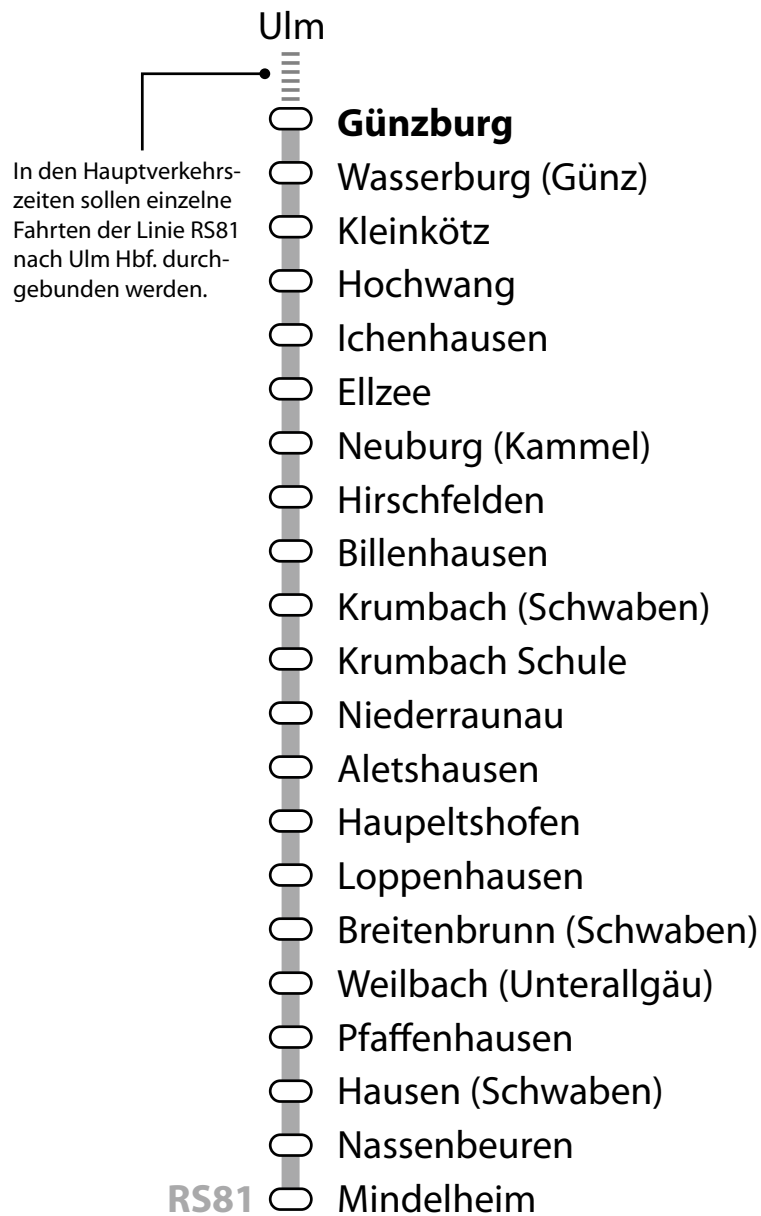 Ulm
In den Hauptverkehrs-
zeiten sollen einzelne
Fahrten der Linie RS81
nach Ulm Hbf. durch-
gebunden werden.
Günzburg
Wasserburg (Günz)
Kleinkötz
Hochwang
Ichenhausen
Ellzee
Neuburg (Kammel)
Hirschfelden
Billenhausen
Krumbach (Schwaben)
Krumbach Schule
Niederraunau
Aletshausen
Haupeltshofen
Loppenhausen
Breitenbrunn (Schwaben)
Weilbach (Unterallgäu)
Pfaffenhausen
Hausen (Schwaben)
Nassenbeuren
RS81 Mindelheim